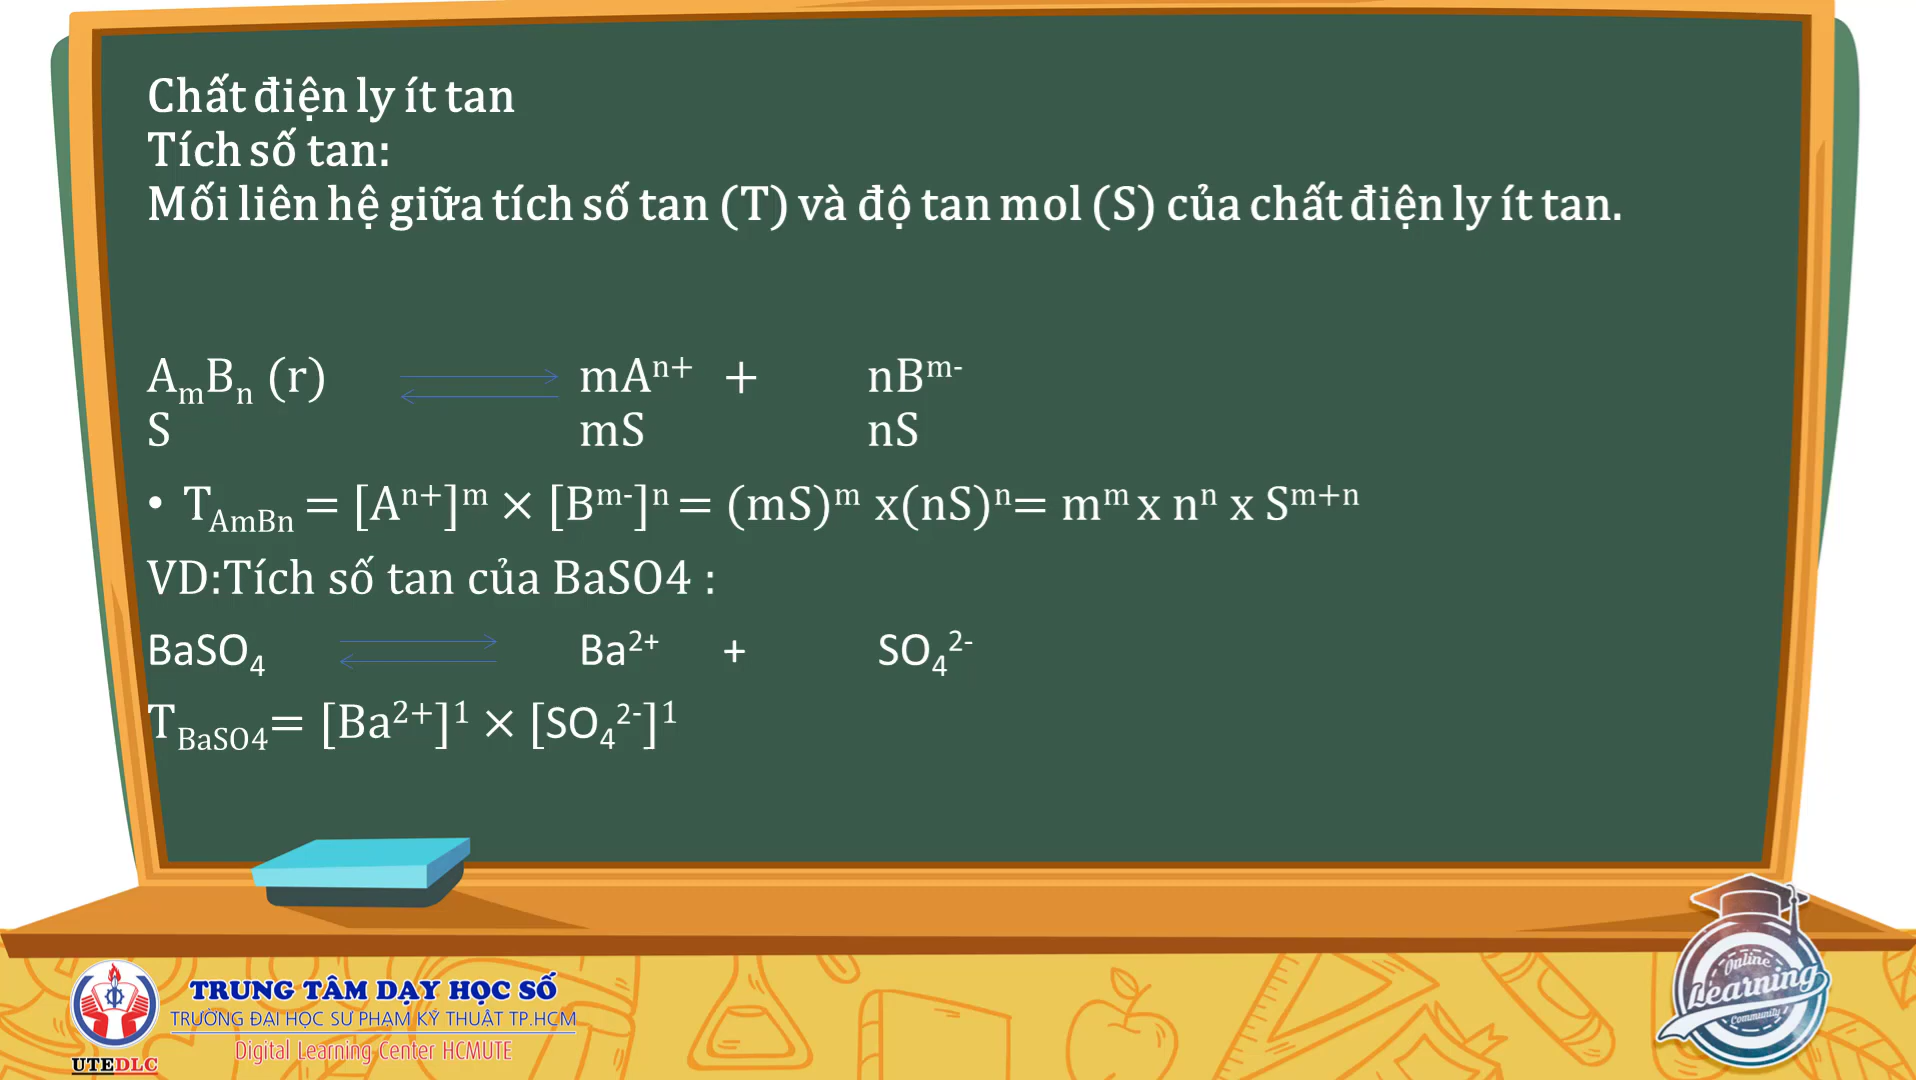 Chất điện ly ít tan
Tích số tan:
Mối liên hệ giữa tích số tan (T) và độ tan mol (S) của chất điện ly ít tan.
AₘBₙ (r) ⇌ mAⁿ⁺ + nBᵐ⁻
S mS nS
• T_AmBn = [Aⁿ⁺]ᵐ × [Bᵐ⁻]ⁿ = (mS)ᵐ x(nS)ⁿ= mᵐ x nⁿ x Sᵐ⁺ⁿ
VD:Tích số tan của BaSO4 :
BaSO₄ ⇌ Ba²⁺ + SO₄²⁻
T_BaSO4= [Ba²⁺]¹ × [SO₄²⁻]¹
TRUNG TÂM DẠY HỌC SỐ
TRƯỜNG ĐẠI HỌC SƯ PHẠM KỸ THUẬT TP.HCM
Digital Learning Center HCMUTE
UTEDLC
Online
Learning
Community